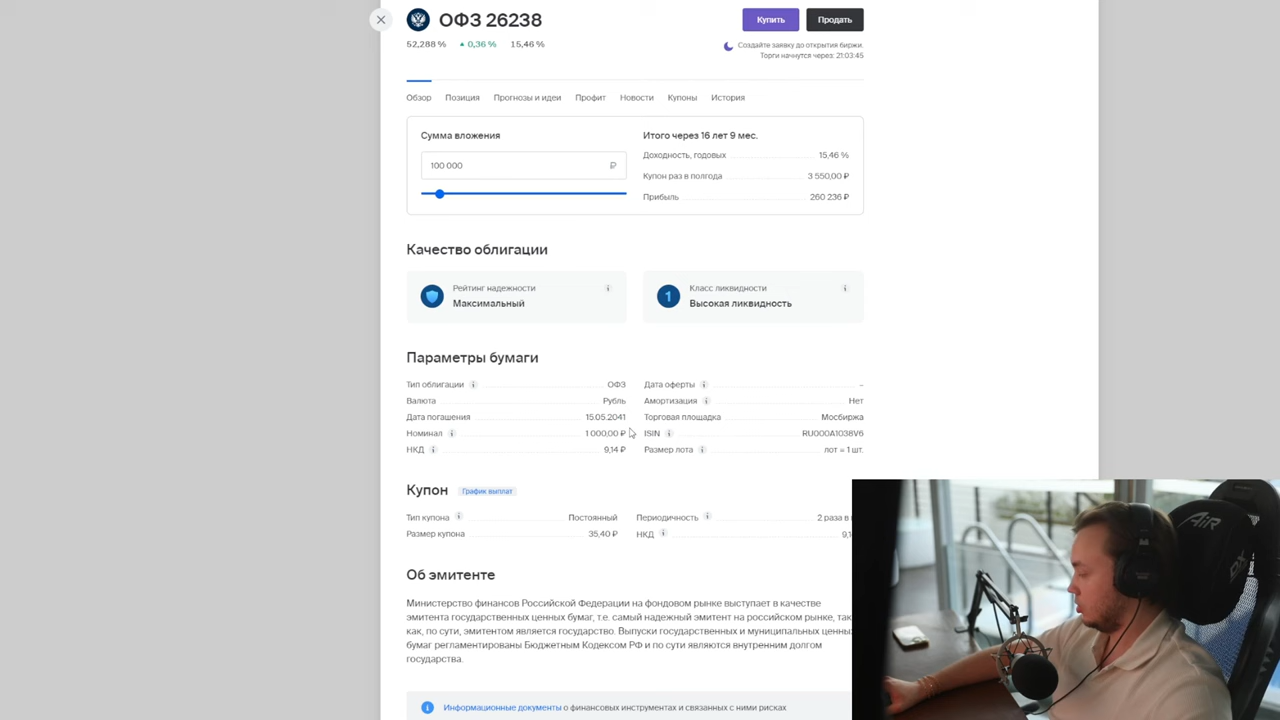 ОФЗ 26238
Купить
Продать
52,288 %
0,36 %
15,46 %
Создайте заявку до открытия биржи.
Торги начнутся через: 21:03:45
Обзор
Позиция
Прогнозы и идеи
Профит
Новости
Купоны
История
Сумма вложения
100 000
₽
Итого через 16 лет 9 мес.
Доходность, годовых 15,46 %
Купон раз в полгода 3 550,00 ₽
Прибыль 260 236 ₽
Качество облигации
Рейтинг надежности
Максимальный
1
Класс ликвидности
Высокая ликвидность
Параметры бумаги
Тип облигации ОФЗ
Валюта Рубль
Дата погашения 15.05.2041
Номинал 1 000,00 ₽
НКД 9,14 ₽
Дата оферты –
Амортизация Нет
Торговая площадка Мосбиржа
ISIN RU000A1038V6
Размер лота лот = 1 шт.
Купон
График выплат
Тип купона Постоянный
Размер купона 35,40 ₽
Периодичность 2 раза в
НКД 9,1
Об эмитенте
Министерство финансов Российской Федерации на фондовом рынке выступает в качестве
эмитента государственных ценных бумаг, т.е. самый надежный эмитент на российском рынке, так
как, по сути, эмитентом является государство. Выпуски государственных и муниципальных ценны
бумаг регламентированы Бюджетным Кодексом РФ и по сути являются внутренним долгом
государства.
Информационные документы о финансовых инструментах и связанных с ними рисках
AiR